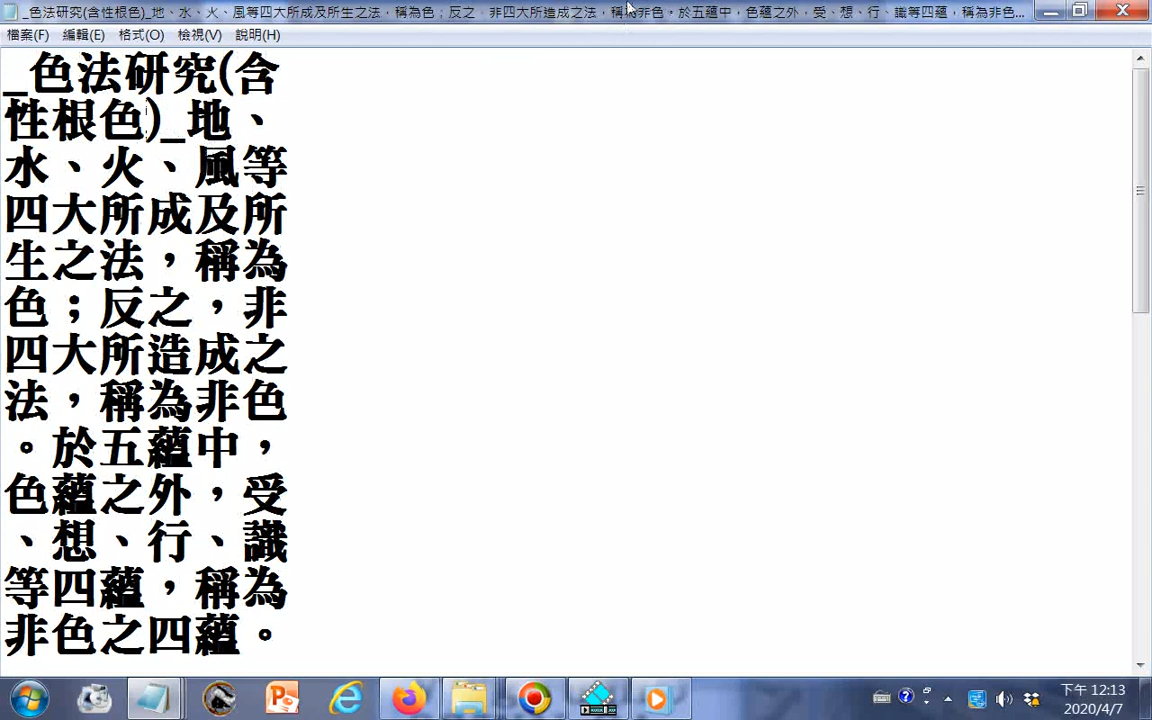 _色法研究(含性根色)_地、水、火、風等四大所成及所生之法，稱為色；反之，非四大所造成之法，稱為非色。於五蘊中，色蘊之外，受、想、行、識等四蘊，稱為非色...
檔案(F) 編輯(E) 格式(O) 檢視(V) 說明(H)
_色法研究(含
性根色)_地、
水、火、風等
四大所成及所
生之法，稱為
色；反之，非
四大所造成之
法，稱為非色
。於五蘊中，
色蘊之外，受
、想、行、識
等四蘊，稱為
非色之四蘊。
下午 12:13
2020/4/7